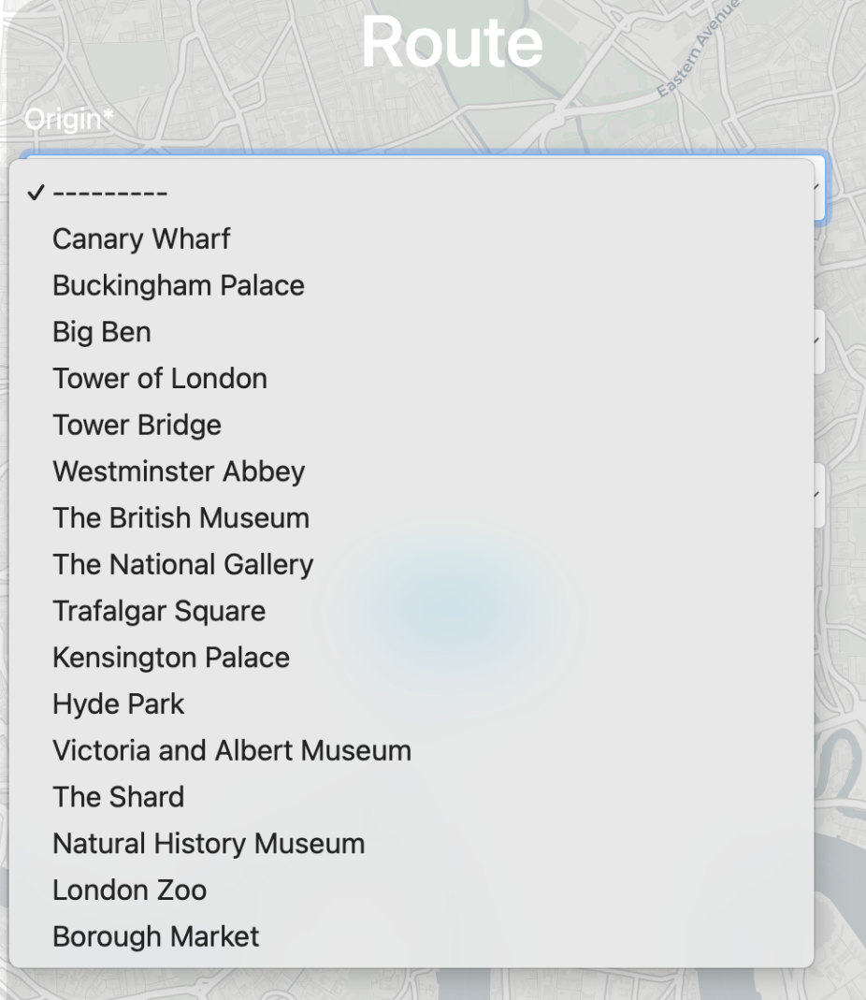 Route
Eastern Avenue
Origin*
✓ ---------
Canary Wharf
Buckingham Palace
Big Ben
Tower of London
Tower Bridge
Westminster Abbey
The British Museum
The National Gallery
Trafalgar Square
Kensington Palace
Hyde Park
Victoria and Albert Museum
The Shard
Natural History Museum
London Zoo
Borough Market